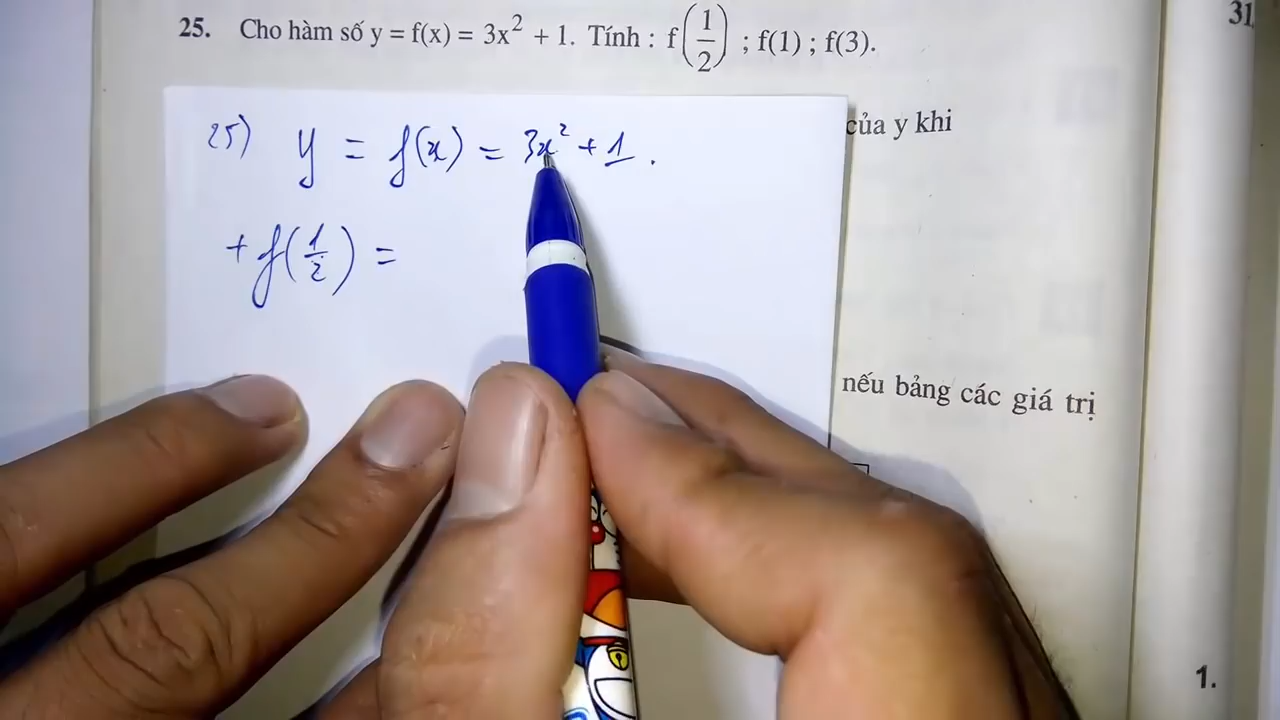 31
25. Cho hàm số y = f(x) = 3x² + 1. Tính : f(1/2) ; f(1) ; f(3).
của y khi
25) y = f(x) = 3x² + 1.
+ f(1/2) =
nếu bảng các giá trị
1.